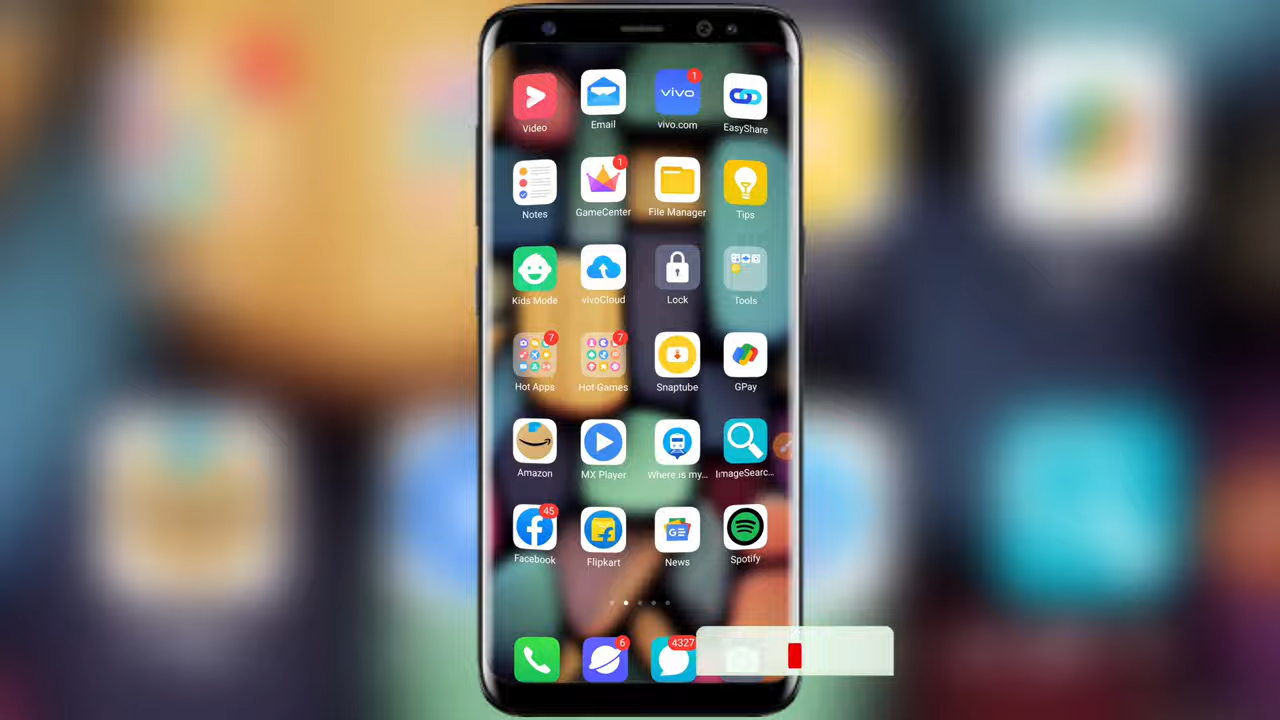 1
vivo
Video
Email
vivo.com
EasyShare
1
Notes
GameCenter
File Manager
Tips
Kids Mode
vivoCloud
Lock
Tools
7
7
Hot Apps
Hot Games
Snaptube
GPay
Amazon
MX Player
Where is my...
ImageSearc...
45
GE
Facebook
Flipkart
News
Spotify
6
4327